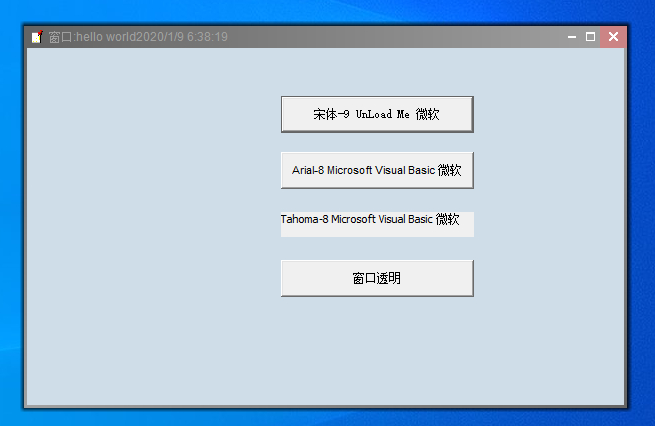 窗口:hello world2020/1/9 6:38:19
宋体-9 UnLoad Me 微软
Arial-8 Microsoft Visual Basic 微软
Tahoma-8 Microsoft Visual Basic 微软
窗口透明